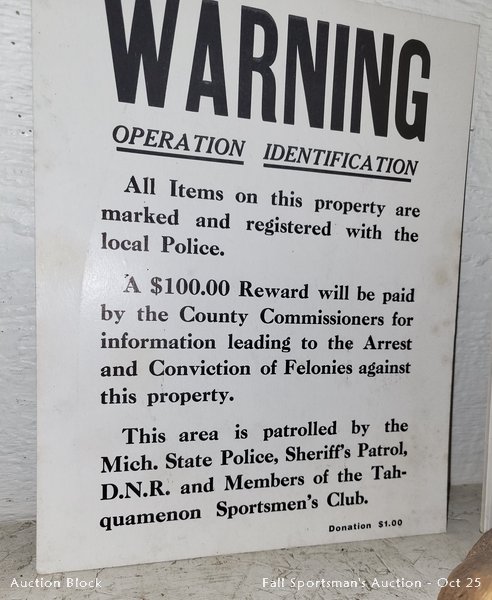 WARNING
OPERATION IDENTIFICATION
All Items on this property are
marked and registered with the
local Police.
A $100.00 Reward will be paid
by the County Commissioners for
information leading to the Arrest
and Conviction of Felonies against
this property.
This area is patrolled by the
Mich. State Police, Sheriff's Patrol,
D.N.R. and Members of the Tah-
quamenon Sportsmen's Club.
Donation $1.00
Auction Block
Fall Sportsman's Auction - Oct 25